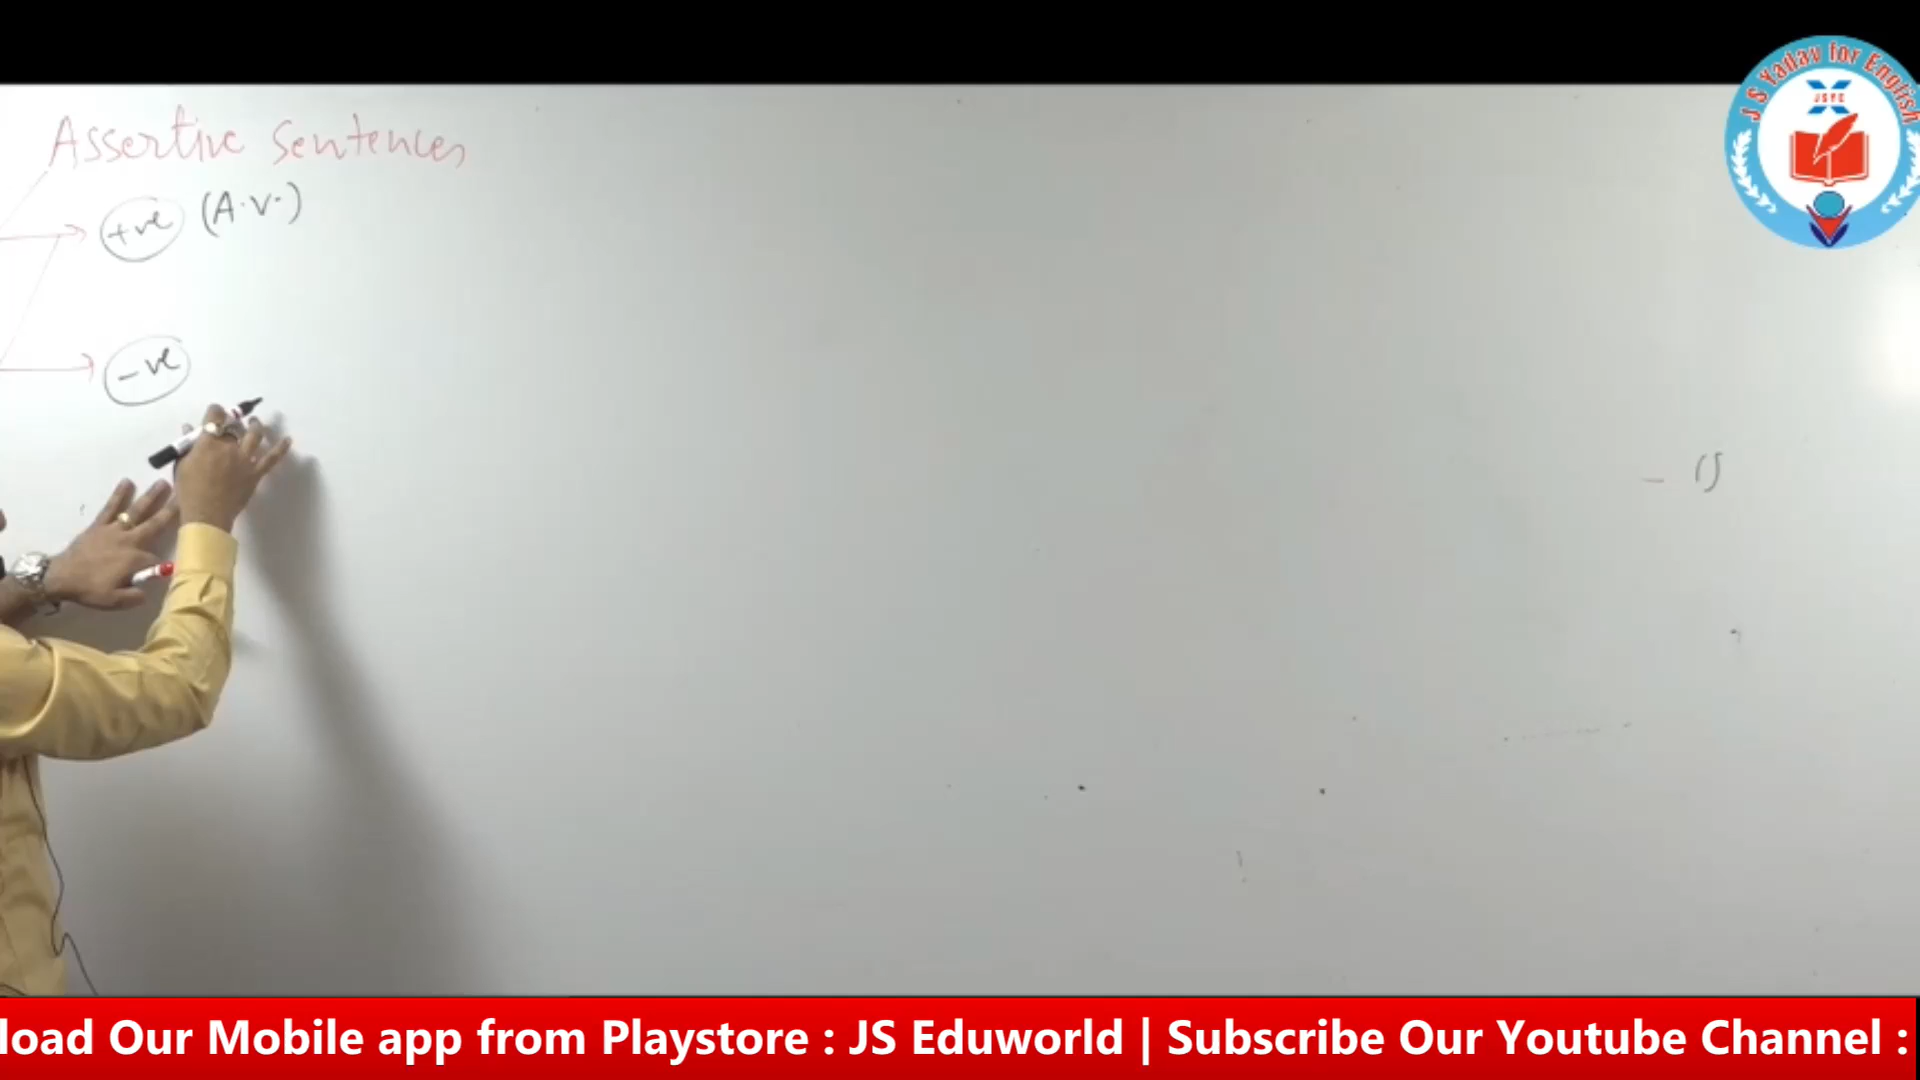 J S Yadav for English
JSYE
Assertive Sentences
+ve (A.V.)
-ve
load Our Mobile app from Playstore : JS Eduworld | Subscribe Our Youtube Channel :